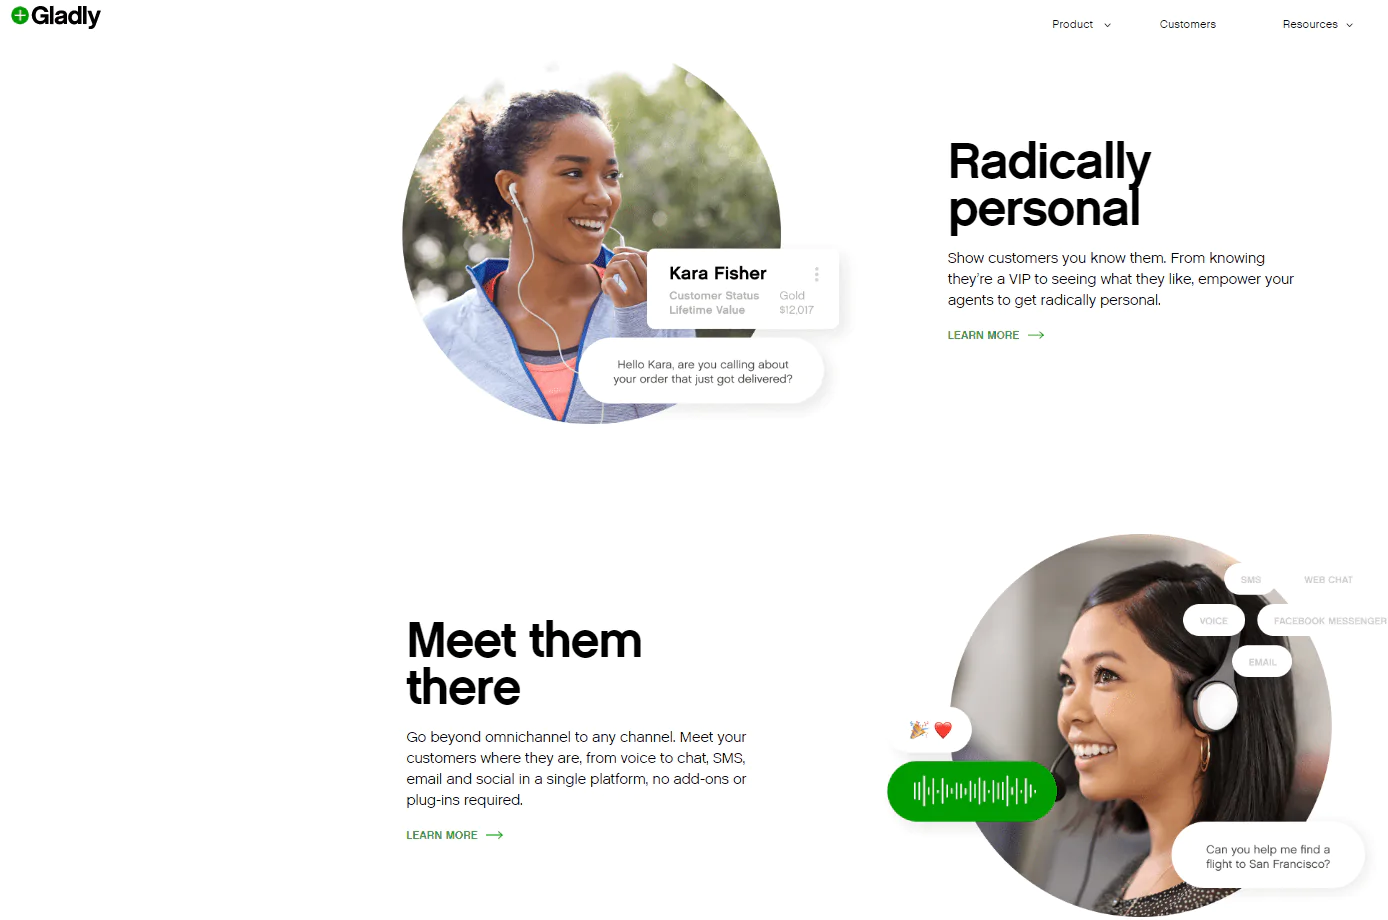 Gladly
Product
Customers
Resources
Radically
personal
Show customers you know them. From knowing
they're a VIP to seeing what they like, empower your
agents to get radically personal.
LEARN MORE
Kara Fisher
Customer Status Gold
Lifetime Value $12,017
Hello Kara, are you calling about
your order that just got delivered?
Meet them
there
Go beyond omnichannel to any channel. Meet your
customers where they are, from voice to chat, SMS,
email and social in a single platform, no add-ons or
plug-ins required.
LEARN MORE
SMS
WEB CHAT
VOICE
FACEBOOK MESSENGER
EMAIL
Can you help me find a
flight to San Francisco?